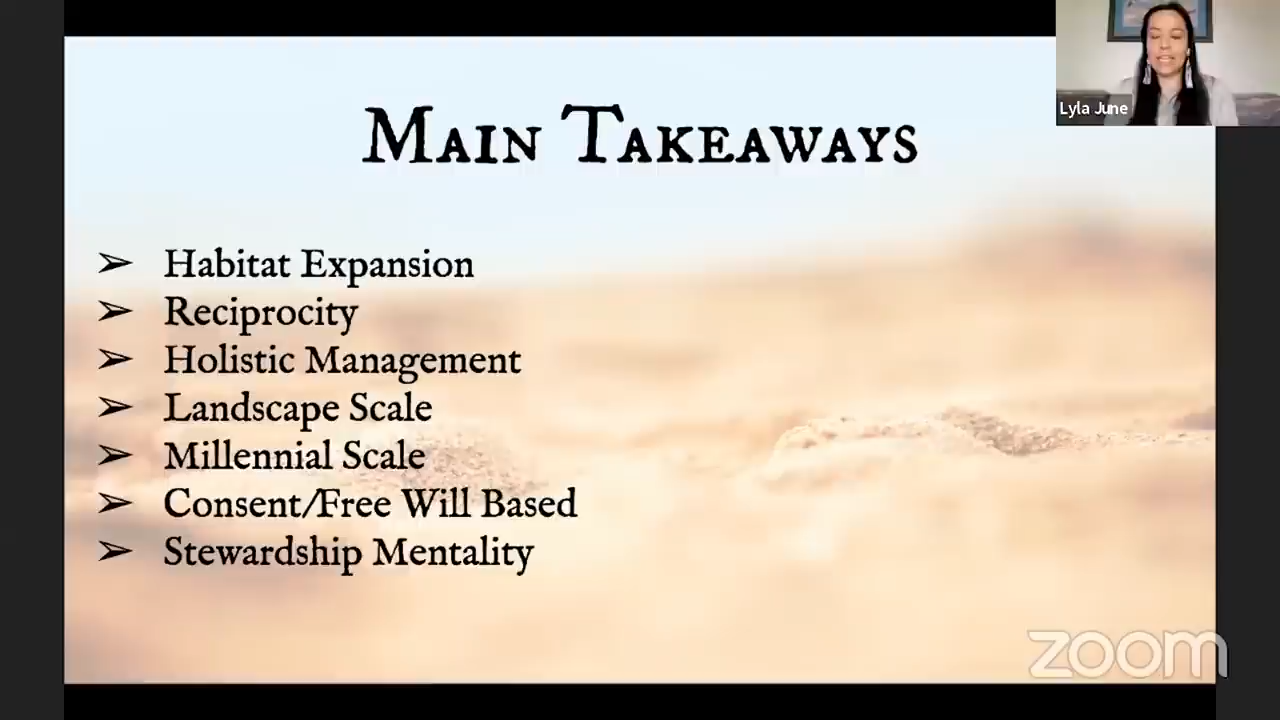 Lyla June
Main Takeaways
➢ Habitat Expansion
➢ Reciprocity
➢ Holistic Management
➢ Landscape Scale
➢ Millennial Scale
➢ Consent/Free Will Based
➢ Stewardship Mentality
zoom